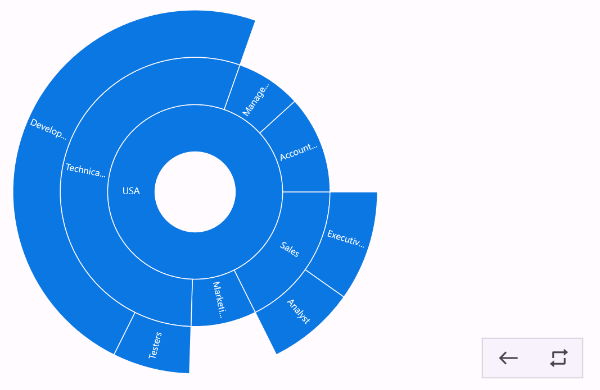 USA
Technica...
Manage...
Account...
Sales
Marketi...
Develop...
Executiv...
Analyst
Testers